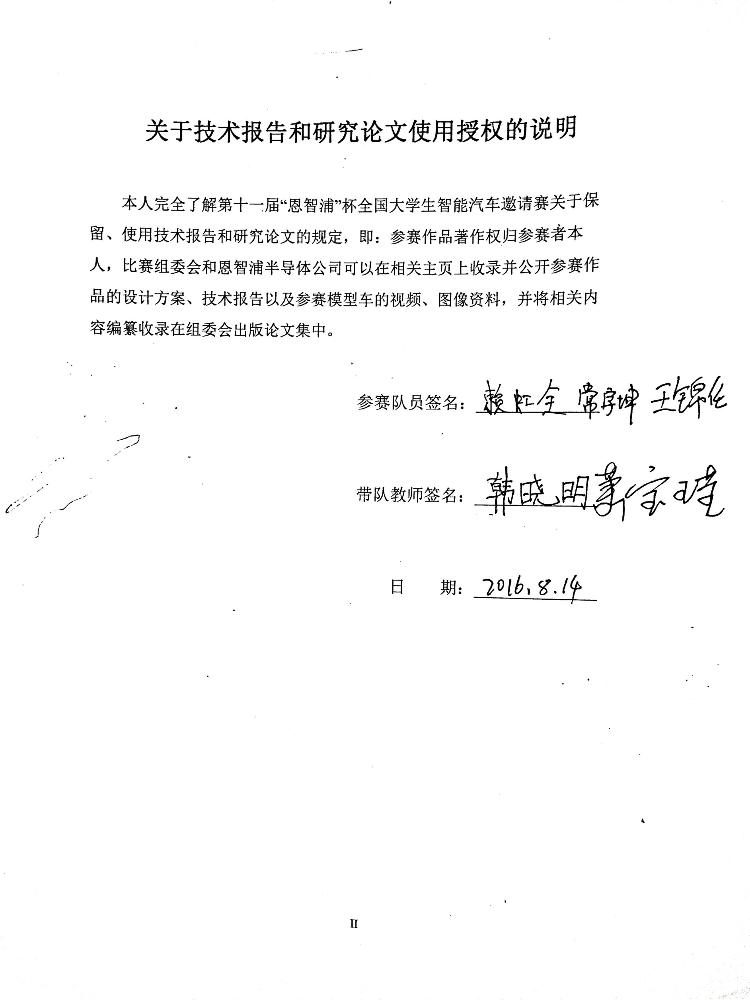 关于技术报告和研究论文使用授权的说明
本人完全了解第十一届“恩智浦”杯全国大学生智能汽车邀请赛关于保
留、使用技术报告和研究论文的规定，即：参赛作品著作权归参赛者本
人，比赛组委会和恩智浦半导体公司可以在相关主页上收录并公开参赛作
品的设计方案、技术报告以及参赛模型车的视频、图像资料，并将相关内
容编纂收录在组委会出版论文集中。
参赛队员签名：赖虹全 常宇坤 王锦任
带队教师签名：韩晓明 宝
日 期：2016.8.14
II